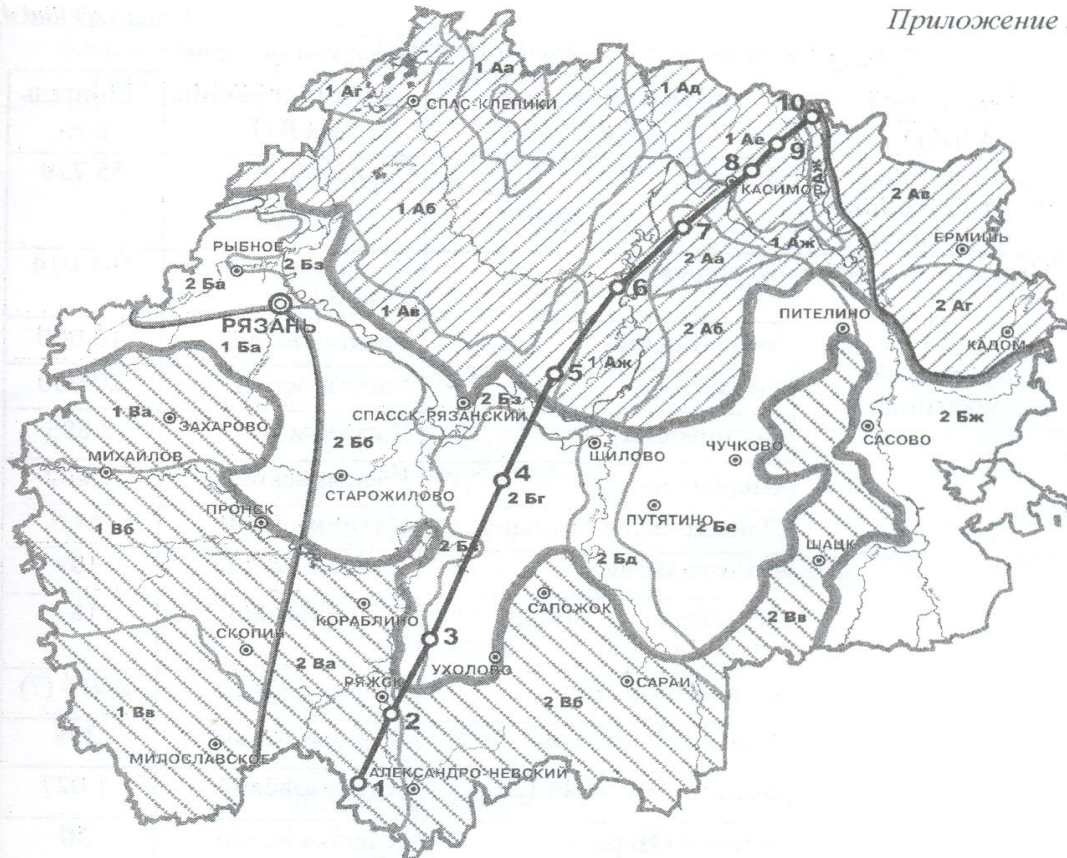 Приложение
1 Аа
1 Аг
СПАС-КЛЕПИКИ
1 Ад
10
1 Ае
9
8
КАСИМОВ
Аж
2 Ав
1 Аб
7
РЫБНОЕ
2 Бз
2 Ба
1 Аж
ЕРМИШЬ
2 Аа
6
РЯЗАНЬ
1 Ав
2 Аб
ПИТЕЛИНО
2 Аг
КАДОМ
1 Ба
1 Аж
5
1 Ва
ЗАХАРОВО
СПАССК-РЯЗАНСКИЙ
2 Бз
2 Бж
САСОВО
2 Бб
ШИЛОВО
ЧУЧКОВО
МИХАЙЛОВ
СТАРОЖИЛОВО
4
2 Бг
ПРОНСК
ПУТЯТИНО
2 Бе
1 Вб
ШАЦК
2 Бд
САПОЖОК
КОРАБЛИНО
2 Вв
СКОПИН
3
2 Ва
УХОЛОВО
РЯЖСК
САРАИ
1 Вв
2
2 Вб
МИЛОСЛАВСКОЕ
АЛЕКСАНДРО-НЕВСКИЙ
1